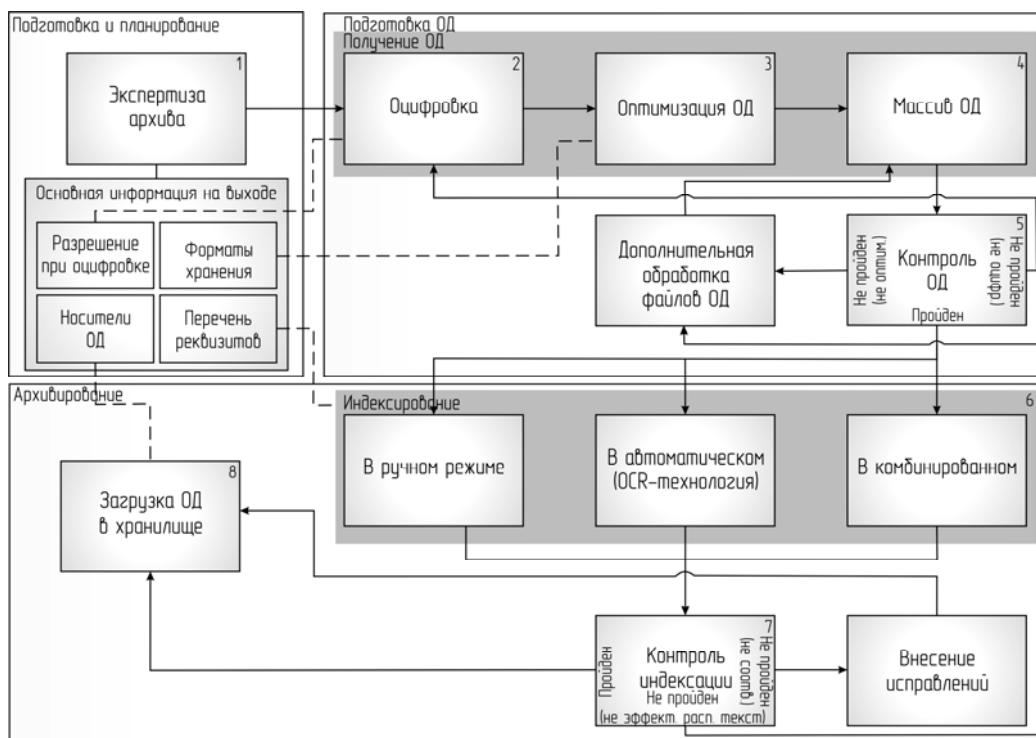 Подготовка и планирование
1
Экспертиза
архива
Основная информация на выходе
Разрешение
при оцифровке
Форматы
хранения
Носители
ОД
Перечень
реквизитов
Подготовка ОД
Получение ОД
2
Оцифровка
3
Оптимизация ОД
4
Массив ОД
Дополнительная
обработка
файлов ОД
5
Не пройден
(не оптим.)
Контроль
ОД
Не пройден
(не оцифр)
Пройден
Архивирование
Индексирование
6
В ручном режиме
В автоматическом
(OCR-технология)
В комбинированном
8
Загрузка ОД
в хранилище
7
Пройден
Контроль
индексации
Не пройден
(не соотв)
Не пройден
(не эффект. расп. текст)
Внесение
исправлений